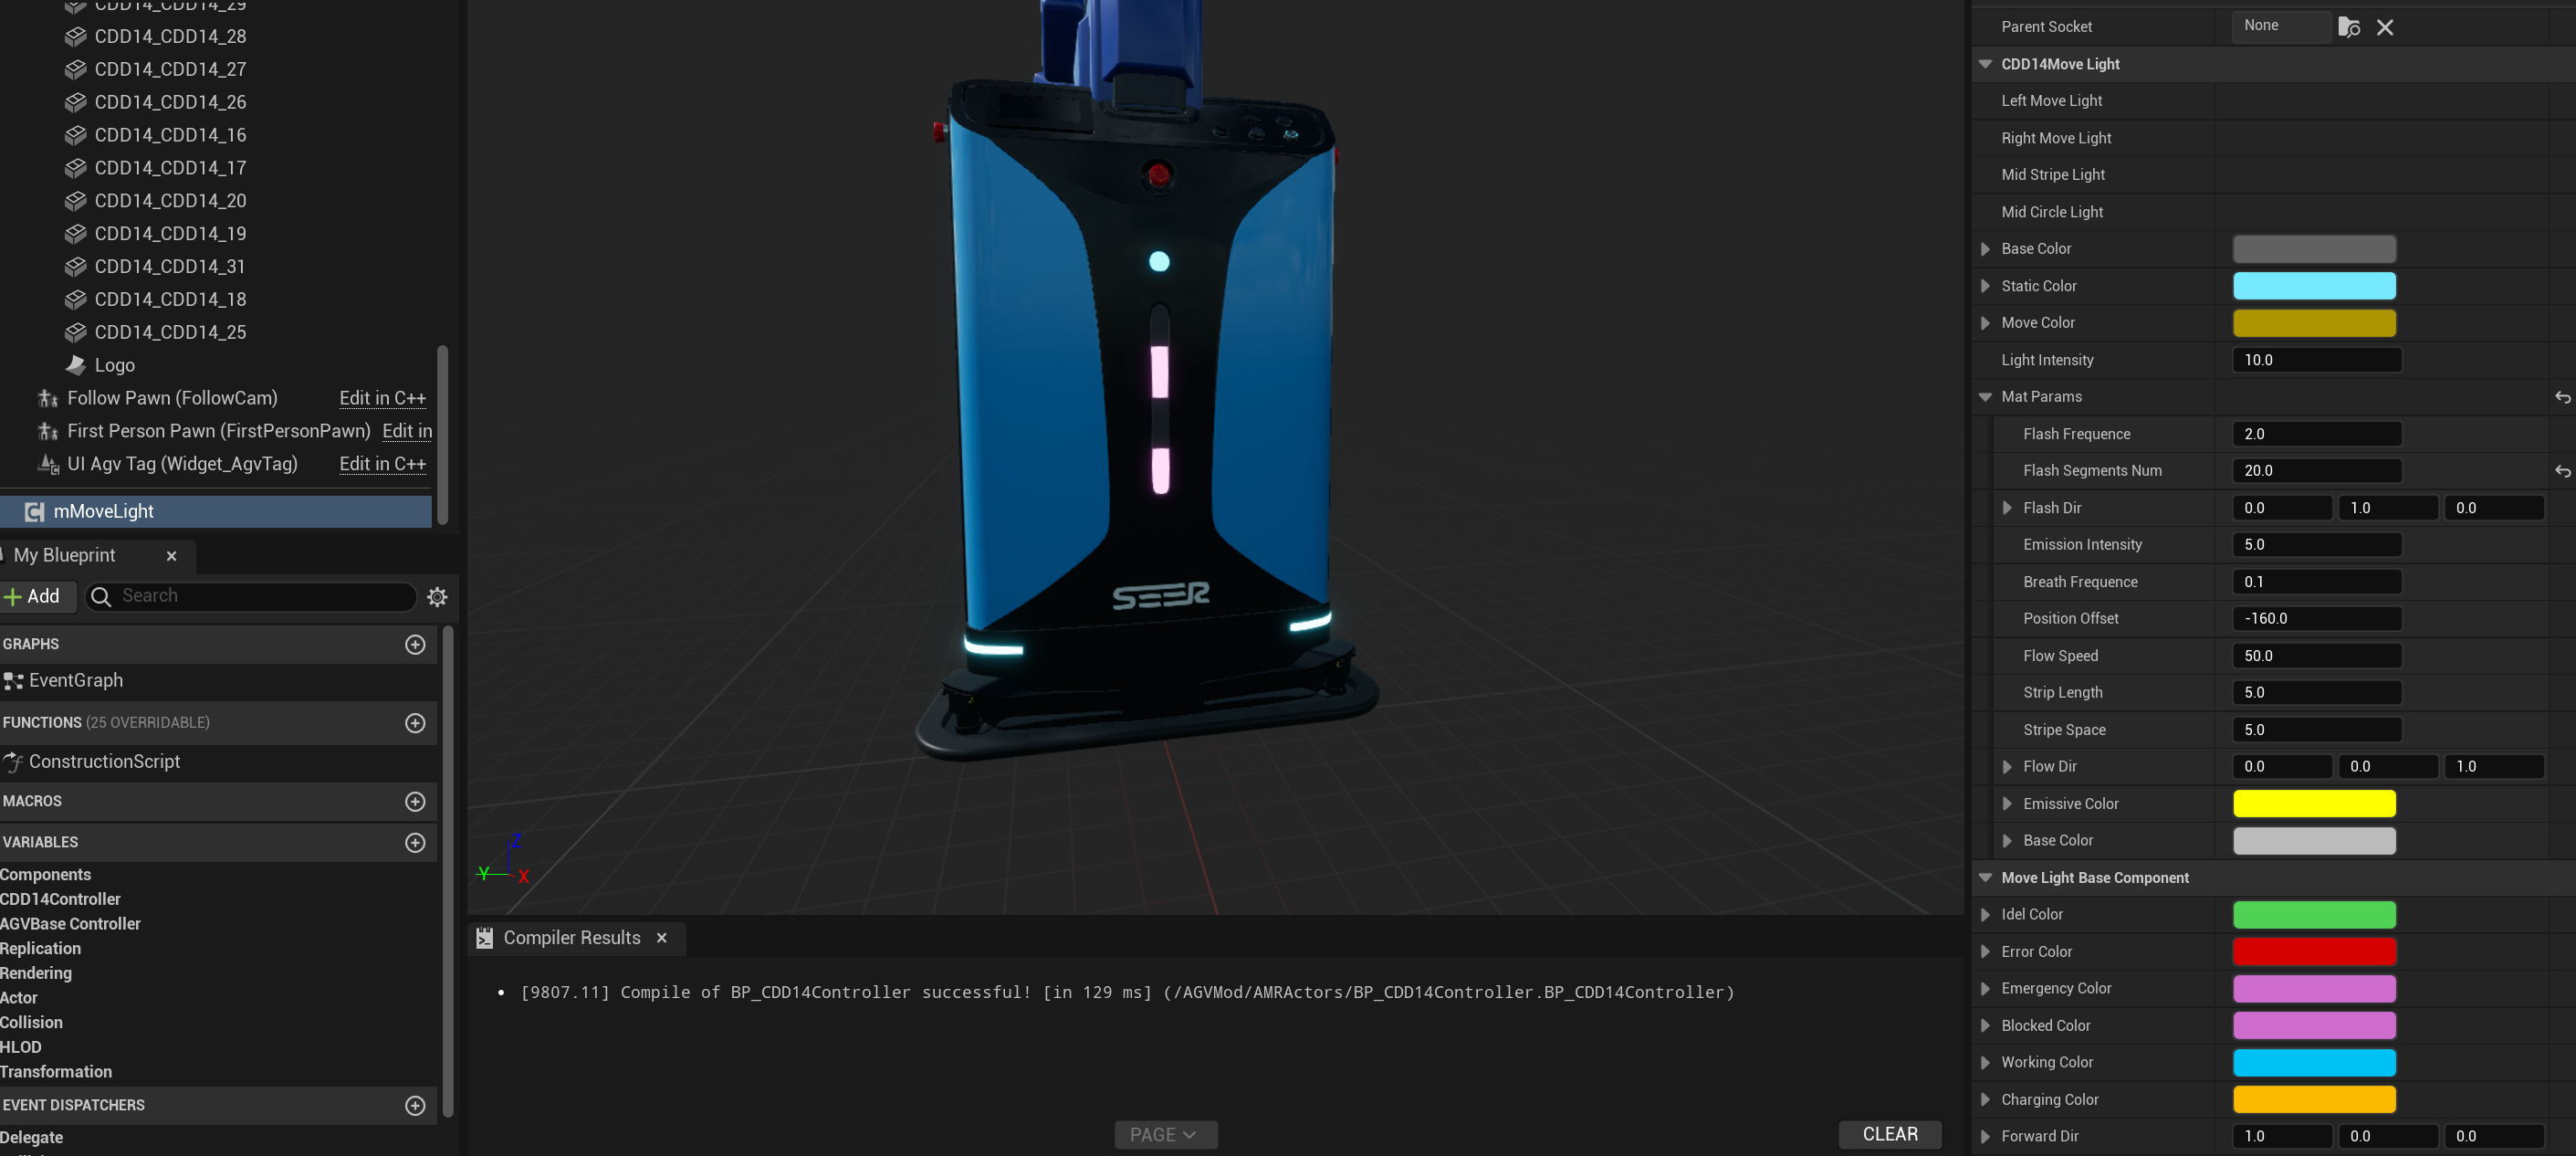 CDD14_CDD14_29
CDD14_CDD14_28
CDD14_CDD14_27
CDD14_CDD14_26
CDD14_CDD14_16
CDD14_CDD14_17
CDD14_CDD14_20
CDD14_CDD14_19
CDD14_CDD14_31
CDD14_CDD14_18
CDD14_CDD14_25
Logo
Follow Pawn (FollowCam) Edit in C++
First Person Pawn (FirstPersonPawn) Edit in
UI Agv Tag (Widget_AgvTag) Edit in C++
mMoveLight
My Blueprint
Add
Search
GRAPHS
EventGraph
FUNCTIONS (25 OVERRIDABLE)
ConstructionScript
MACROS
VARIABLES
Components
CDD14Controller
AGVBase Controller
Replication
Rendering
Actor
Collision
HLOD
Transformation
EVENT DISPATCHERS
Delegate
SEER
Z
Y
X
Compiler Results
[9807.11] Compile of BP_CDD14Controller successful! [in 129 ms] (/AGVMod/AMRActors/BP_CDD14Controller.BP_CDD14Controller)
PAGE
CLEAR
Parent Socket None
CDD14Move Light
Left Move Light
Right Move Light
Mid Stripe Light
Mid Circle Light
Base Color
Static Color
Move Color
Light Intensity 10.0
Mat Params
Flash Frequence 2.0
Flash Segments Num 20.0
Flash Dir 0.0 1.0 0.0
Emission Intensity 5.0
Breath Frequence 0.1
Position Offset -160.0
Flow Speed 50.0
Strip Length 5.0
Stripe Space 5.0
Flow Dir 0.0 0.0 1.0
Emissive Color
Base Color
Move Light Base Component
Idel Color
Error Color
Emergency Color
Blocked Color
Working Color
Charging Color
Forward Dir 1.0 0.0 0.0